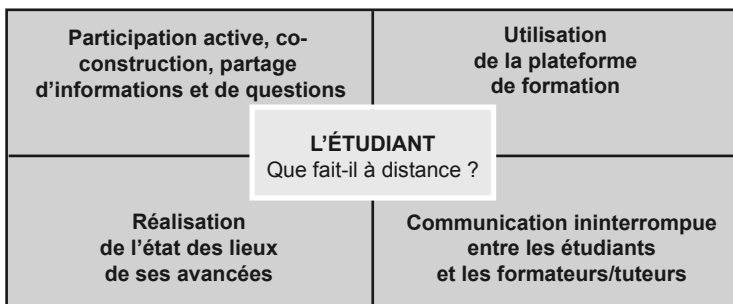 Participation active, co-
construction, partage
d’informations et de questions
Utilisation
de la plateforme
de formation
L’ÉTUDIANT
Que fait-il à distance ?
Réalisation
de l’état des lieux
de ses avancées
Communication ininterrompue
entre les étudiants
et les formateurs/tuteurs